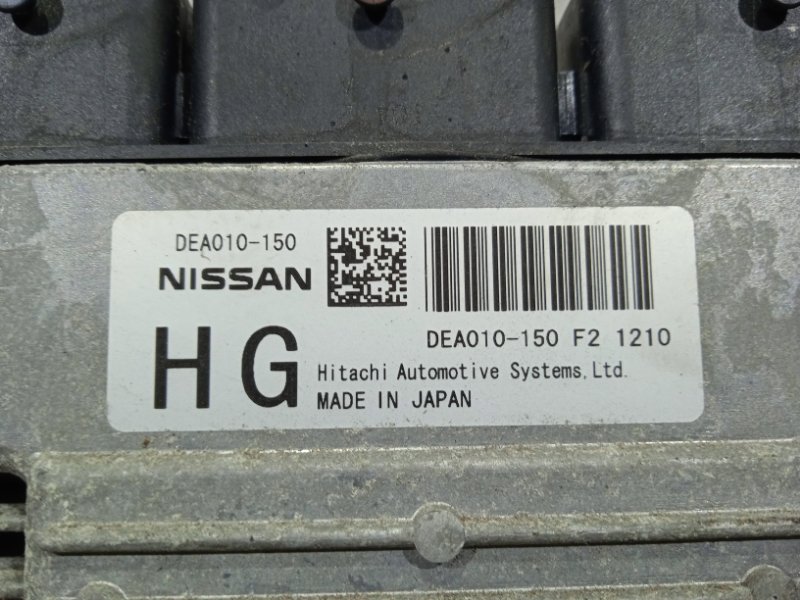 DEA010-150
NISSAN
DEA010-150 F2 1210
HG
Hitachi Automotive Systems, Ltd.
MADE IN JAPAN